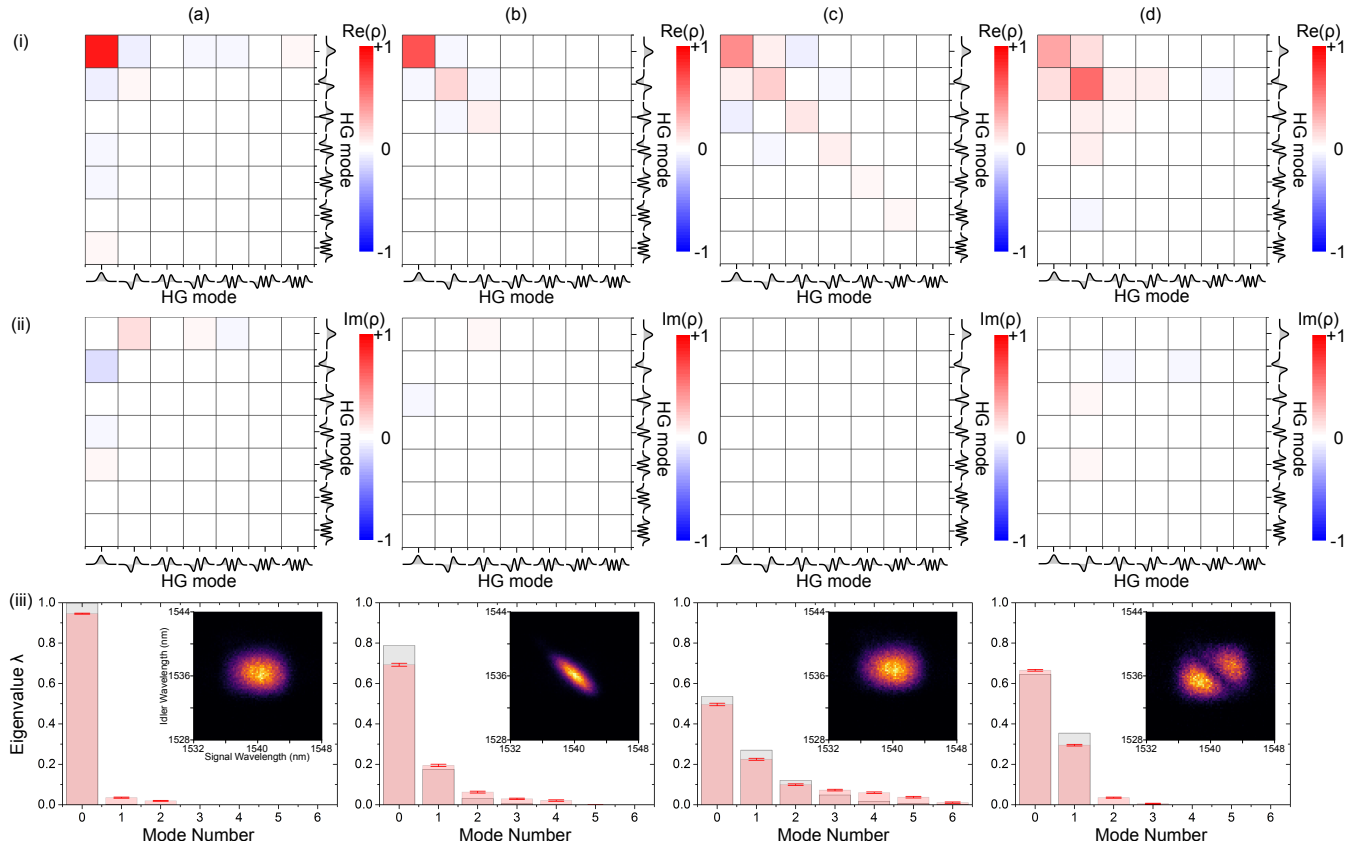 (a) (b) (c) (d)
(i) Re(ρ) Re(ρ) Re(ρ) Re(ρ)
+1 +1 +1 +1
HG mode HG mode HG mode HG mode
0 0 0 0
-1 -1 -1 -1
HG mode HG mode HG mode HG mode
(ii) Im(ρ) Im(ρ) Im(ρ) Im(ρ)
+1 +1 +1 +1
HG mode HG mode HG mode HG mode
0 0 0 0
-1 -1 -1 -1
HG mode HG mode HG mode HG mode
(iii)
Eigenvalue λ
1.0 0.8 0.6 0.4 0.2 0.0
Idler Wavelength (nm)
1544 1536 1528
1532 1540 1548
Signal Wavelength (nm)
0 1 2 3 4 5 6
Mode Number
1.0 0.8 0.6 0.4 0.2 0.0
1544 1536 1528
1532 1540 1548
0 1 2 3 4 5 6
Mode Number
1.0 0.8 0.6 0.4 0.2 0.0
1544 1536 1528
1532 1540 1548
0 1 2 3 4 5 6
Mode Number
1.0 0.8 0.6 0.4 0.2 0.0
1544 1536 1528
1532 1540 1548
0 1 2 3 4 5 6
Mode Number